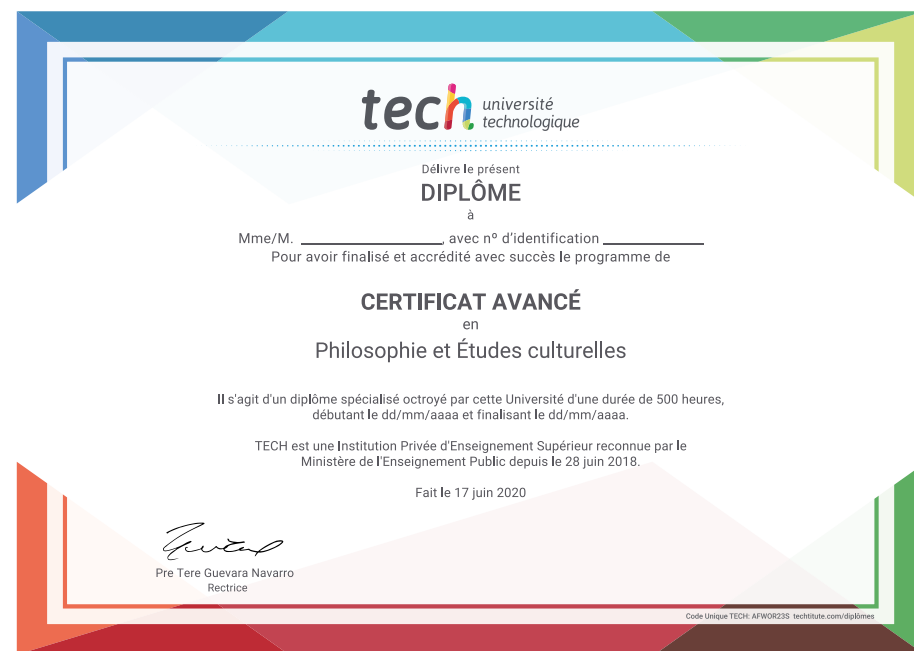 tech université
technologique
Délivre le présent
DIPLÔME
à
Mme/M. , avec nº d'identification
Pour avoir finalisé et accrédité avec succès le programme de
CERTIFICAT AVANCÉ
en
Philosophie et Études culturelles
Il s'agit d'un diplôme spécialisé octroyé par cette Université d'une durée de 500 heures,
débutant le dd/mm/aaaa et finalisant le dd/mm/aaaa.
TECH est une Institution Privée d'Enseignement Supérieur reconnue par le
Ministère de l'Enseignement Public depuis le 28 juin 2018.
Fait le 17 juin 2020
Pre Tere Guevara Navarro
Rectrice
Code Unique TECH: AFWOR23S techtitute.com/diplômes